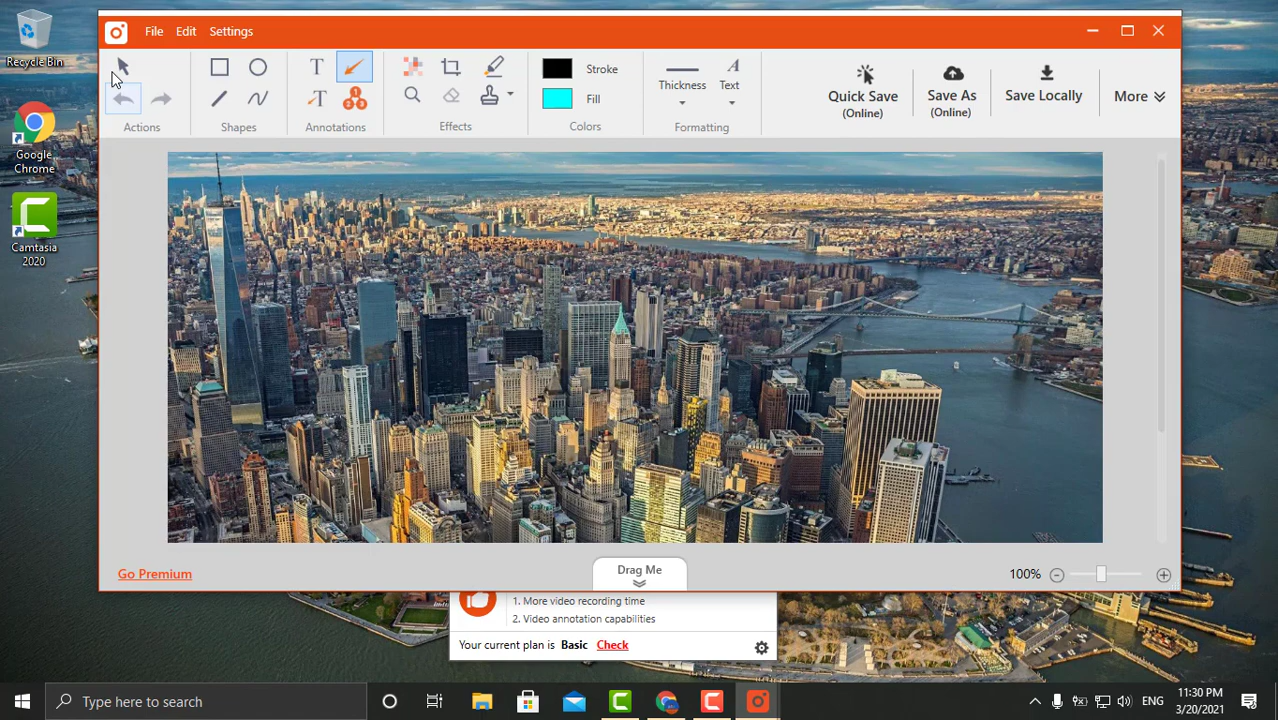 Recycle Bin
Google
Chrome
Camtasia
2020
File Edit Settings
Actions
Shapes
T
T
1 2 3
Annotations
Effects
Stroke
Fill
Colors
Thickness
A
Text
Formatting
Quick Save
(Online)
Save As
(Online)
Save Locally
More
Go Premium
Drag Me
100%
1. More video recording time
2. Video annotation capabilities
Your current plan is Basic Check
Type here to search
ENG
11:30 PM
3/20/2021